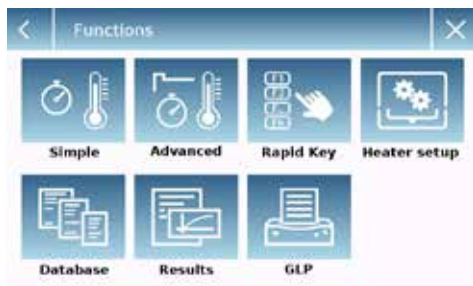 Functions
Simple
Advanced
Rapid Key
Heater setup
Database
Results
GLP